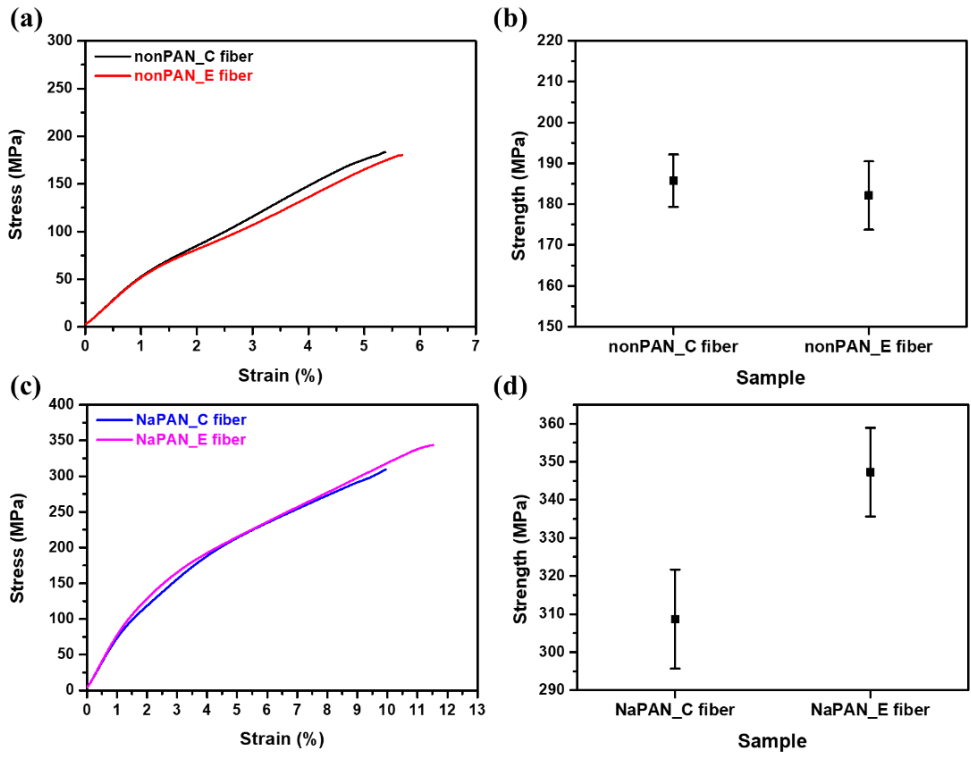 (a)
300
250
200
150
100
50
0
Stress (MPa)
nonPAN_C fiber
nonPAN_E fiber
0 1 2 3 4 5 6 7
Strain (%)
(b)
220
210
200
190
180
170
160
150
Strength (MPa)
nonPAN_C fiber nonPAN_E fiber
Sample
(c)
400
350
300
250
200
150
100
50
0
Stress (MPa)
NaPAN_C fiber
NaPAN_E fiber
0 1 2 3 4 5 6 7 8 9 10 11 12 13
Strain (%)
(d)
360
350
340
330
320
310
300
290
Strength (MPa)
NaPAN_C fiber NaPAN_E fiber
Sample